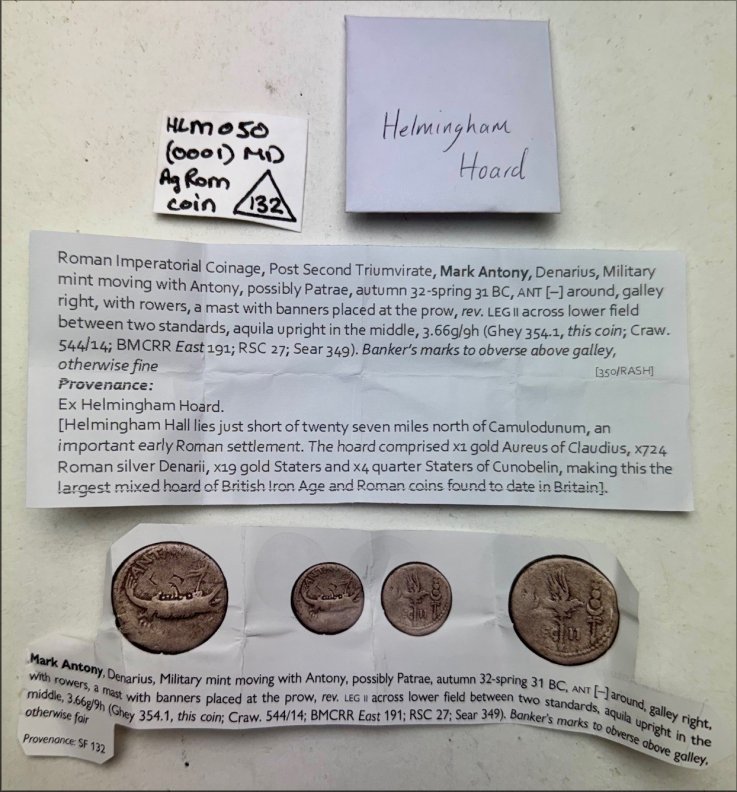 HLM050
(0001) MD
Ag Rom
coin 132
Helmingham
Hoard
Roman Imperatorial Coinage, Post Second Triumvirate, Mark Antony, Denarius, Military
mint moving with Antony, possibly Patrae, autumn 32-spring 31 BC, ANT [–] around, galley
right, with rowers, a mast with banners placed at the prow, rev. LEG II across lower field
between two standards, aquila upright in the middle, 3.66g/9h (Ghey 354.1, this coin; Craw.
544/14; BMCRR East 191; RSC 27; Sear 349). Banker's marks to obverse above galley,
otherwise fine
[350/RASH]
Provenance:
Ex Helmingham Hoard.
[Helmingham Hall lies just short of twenty seven miles north of Camulodunum, an
important early Roman settlement. The hoard comprised x1 gold Aureus of Claudius, x724
Roman silver Denarii, x19 gold Staters and x4 quarter Staters of Cunobelin, making this the
largest mixed hoard of British Iron Age and Roman coins found to date in Britain].
Mark Antony, Denarius, Military mint moving with Antony, possibly Patrae, autumn 32-spring 31 BC, ANT [–] around, galley right,
with rowers, a mast with banners placed at the prow, rev. LEG II across lower field between two standards, aquila upright in the
middle, 3.66g/9h (Ghey 354.1, this coin; Craw. 544/14; BMCRR East 191; RSC 27; Sear 349). Banker's marks to obverse above galley,
otherwise fair
Provenance: SF 132